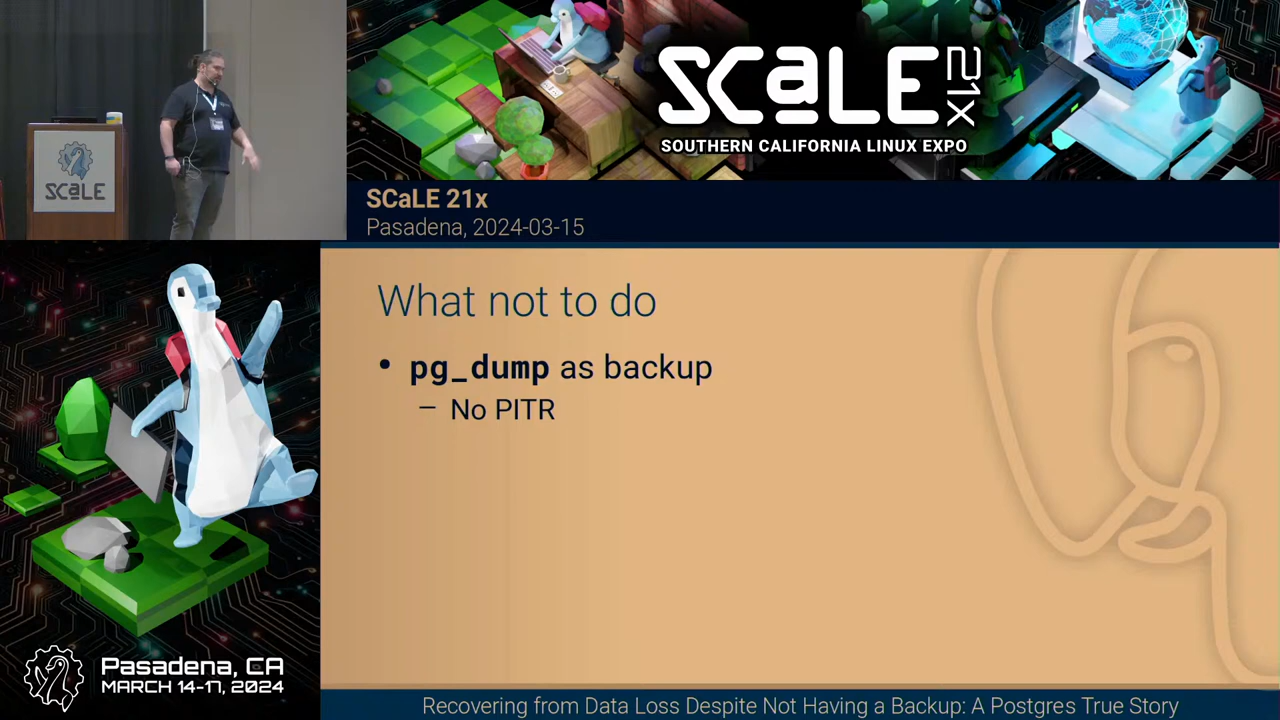 SCaLE
SCaLE 21x
SOUTHERN CALIFORNIA LINUX EXPO
SCaLE 21x
Pasadena, 2024-03-15
What not to do
• pg_dump as backup
– No PITR
Pasadena, CA
MARCH 14-17, 2024
Recovering from Data Loss Despite Not Having a Backup: A Postgres True Story